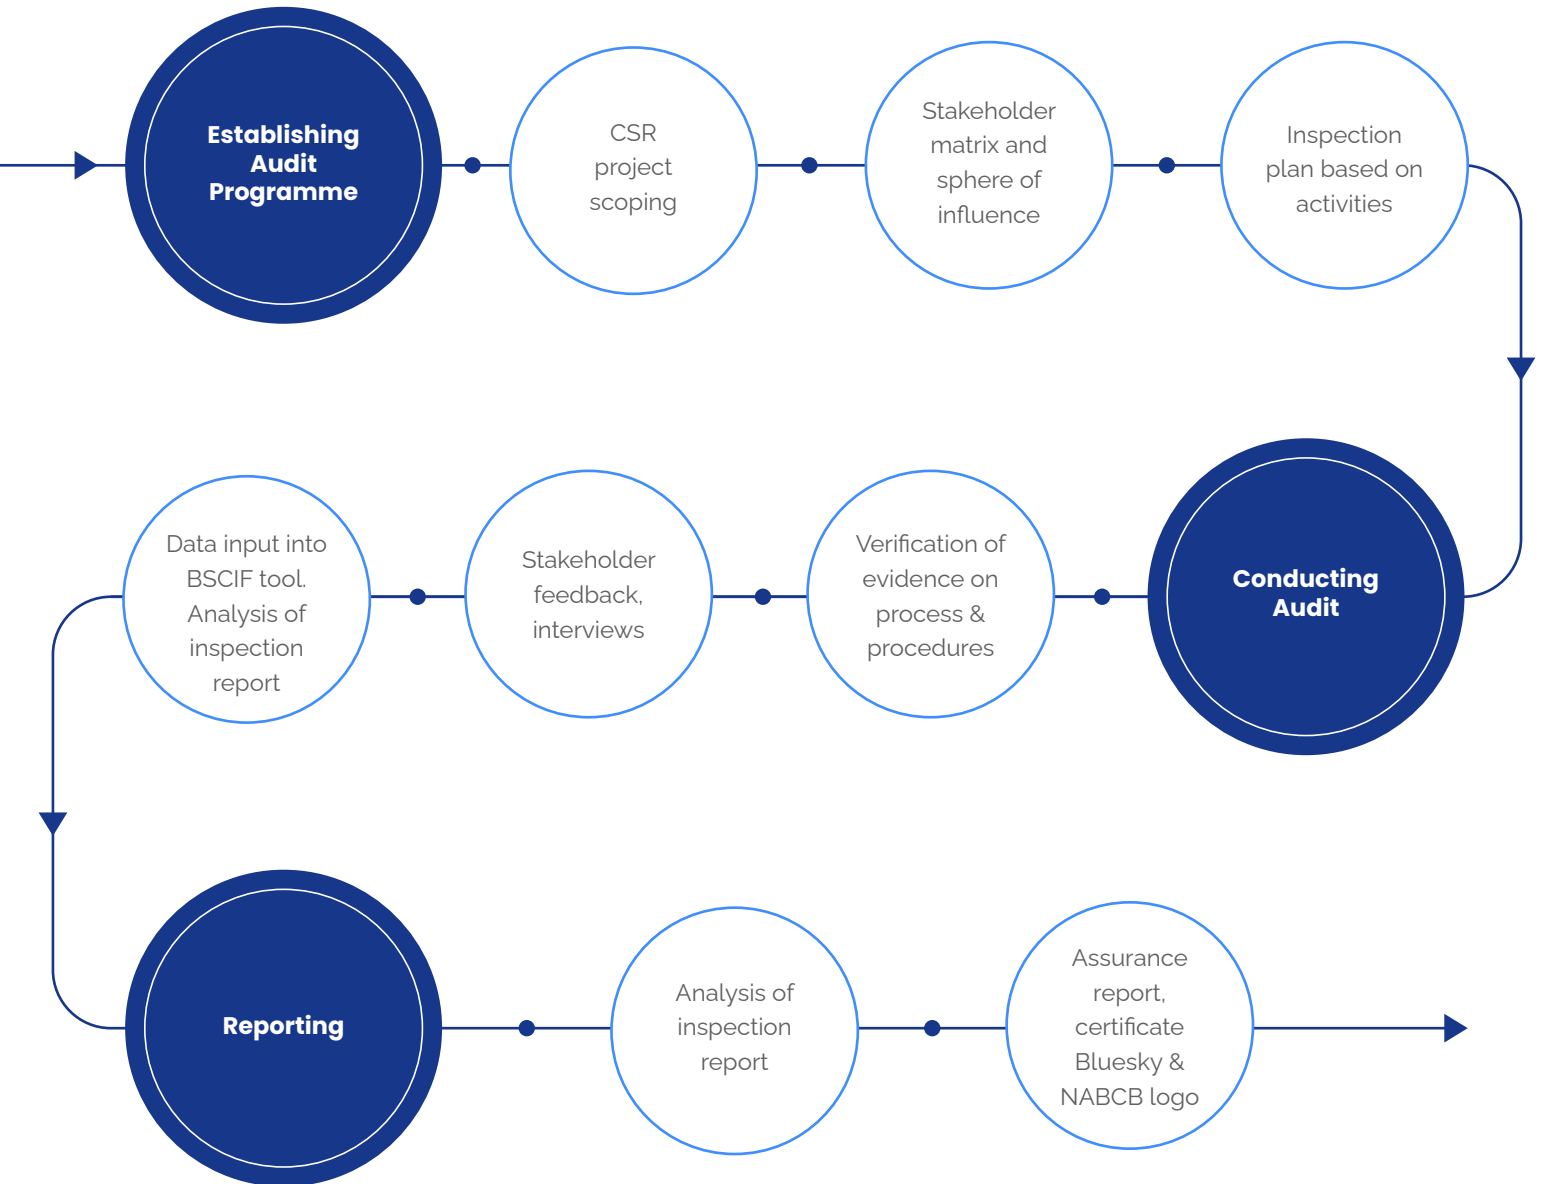 Establishing
Audit
Programme
CSR
project
scoping
Stakeholder
matrix and
sphere of
influence
Inspection
plan based on
activities
Conducting
Audit
Verification of
evidence on
process &
procedures
Stakeholder
feedback,
interviews
Data input into
BSCIF tool.
Analysis of
inspection
report
Reporting
Analysis of
inspection
report
Assurance
report,
certificate
Bluesky &
NABCB logo